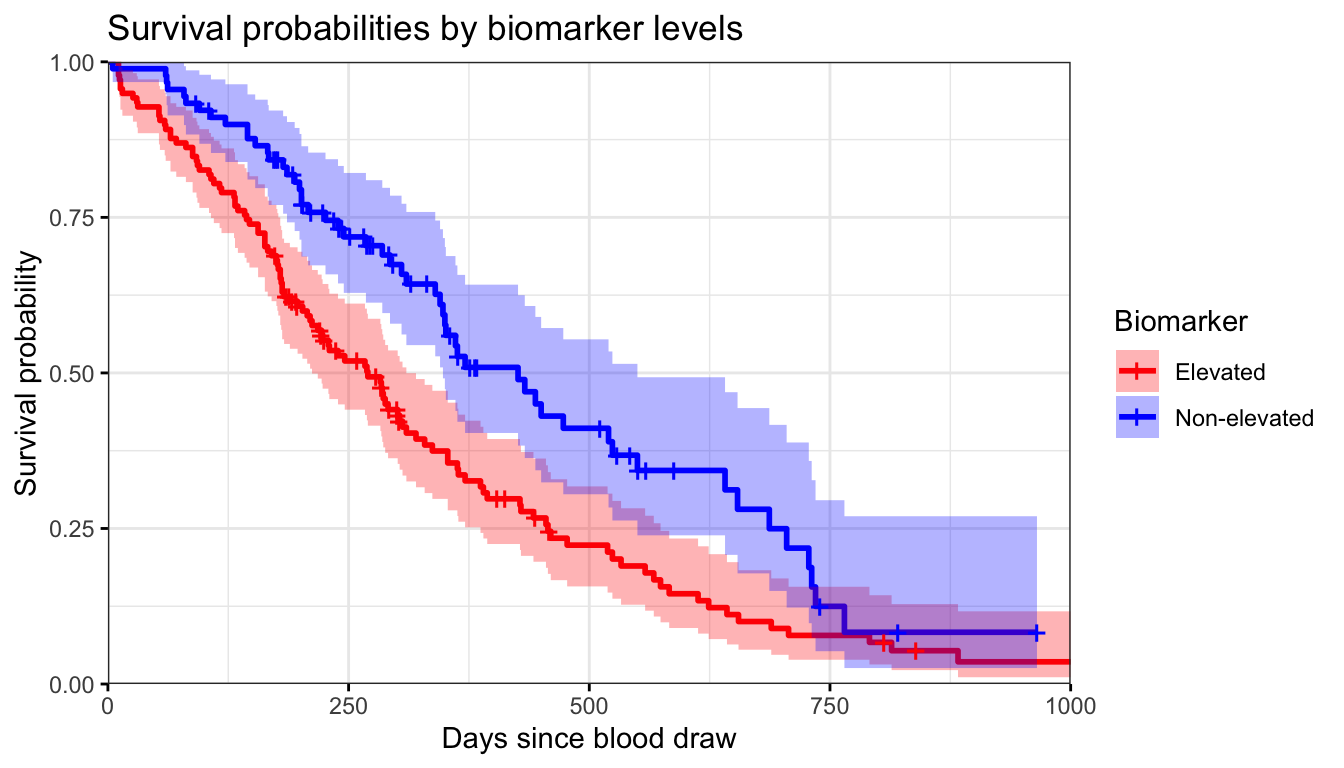 Survival probabilities by biomarker levels
Survival probability
1.00
0.75
0.50
0.25
0.00
0 250 500 750 1000
Days since blood draw
Biomarker
Elevated
Non-elevated